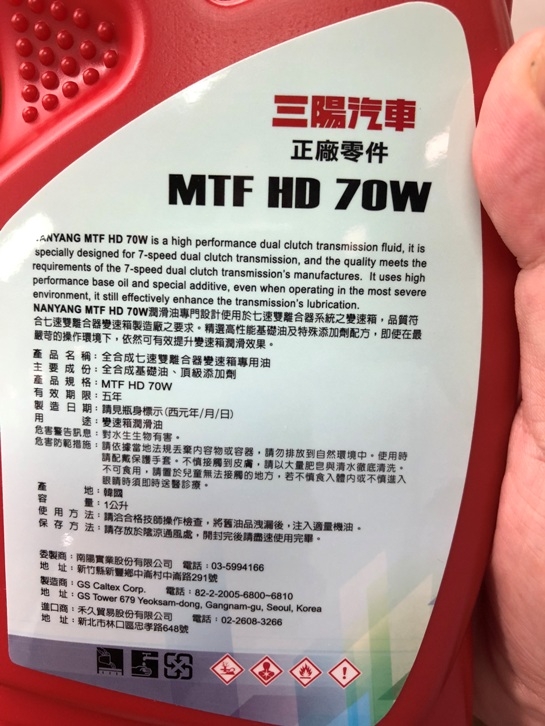 三陽汽車
正廠零件
MTF HD 70W
NANYANG MTF HD 70W is a high performance dual clutch transmission fluid, it is
specially designed for 7-speed dual clutch transmission, and the quality meets the
requirements of the 7-speed dual clutch transmission's manufactures. It uses high
performance base oil and special additive, even when operating in the most severe
environment, it still effectively enhance the transmission's lubrication.
NANYANG MTF HD 70W潤滑油專門設計使用於七速雙離合器系統之變速箱，品質符
合七速雙離合器變速箱製造廠之要求。精選高性能基礎油及特殊添加劑配方，即使在最
嚴苛的操作環境下，依然可有效提升變速箱潤滑效果。
產品名稱：全合成七速雙離合器變速箱專用油
主要成份：全合成基礎油、頂級添加劑
產品規格：MTF HD 70W
有效期限：五年
製造日期：請見瓶身標示(西元年/月/日)
用途：變速箱潤滑油
危害警告訊息：對水生生物有害。
危害防範措施：請依據當地法規丟棄內容物或容器，請勿排放到自然環境中。使用時
請配戴保護手套。不慎接觸到皮膚，請以大量肥皂與清水徹底清洗。
不可食用，請置於兒童無法接觸的地方，若不慎食入體內或不慎進入
眼睛時須即時送醫診療。
產地：韓國
容量：1公升
使用方法：請洽合格技師操作檢查，將舊油品洩漏後，注入適量機油。
保存方法：請存放於陰涼通風處，開封完後請盡速使用完畢。
委製商：南陽實業股份有限公司 電話：03-5994166
地址：新竹縣新豐鄉中崙村中崙路291號
製造商：GS Caltex Corp. 電話：82-2-2005-6800~6810
地址：GS Tower 679 Yeoksam-dong, Gangnam-gu, Seoul, Korea
進口商：禾久貿易股份有限公司 電話：02-2608-3266
地址：新北市林口區忠孝路648號